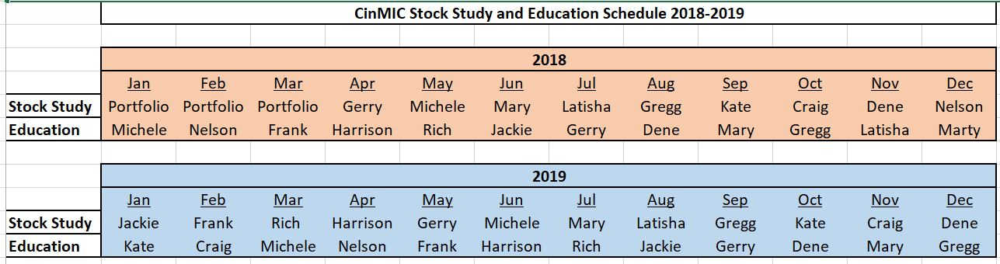 CinMIC Stock Study and Education Schedule 2018-2019
2018
Jan Feb Mar Apr May Jun Jul Aug Sep Oct Nov Dec
Stock Study Portfolio Portfolio Portfolio Gerry Michele Mary Latisha Gregg Kate Craig Dene Nelson
Education Michele Nelson Frank Harrison Rich Jackie Gerry Dene Mary Gregg Latisha Marty
2019
Jan Feb Mar Apr May Jun Jul Aug Sep Oct Nov Dec
Stock Study Jackie Frank Rich Harrison Gerry Michele Mary Latisha Gregg Kate Craig Dene
Education Kate Craig Michele Nelson Frank Harrison Rich Jackie Gerry Dene Mary Gregg